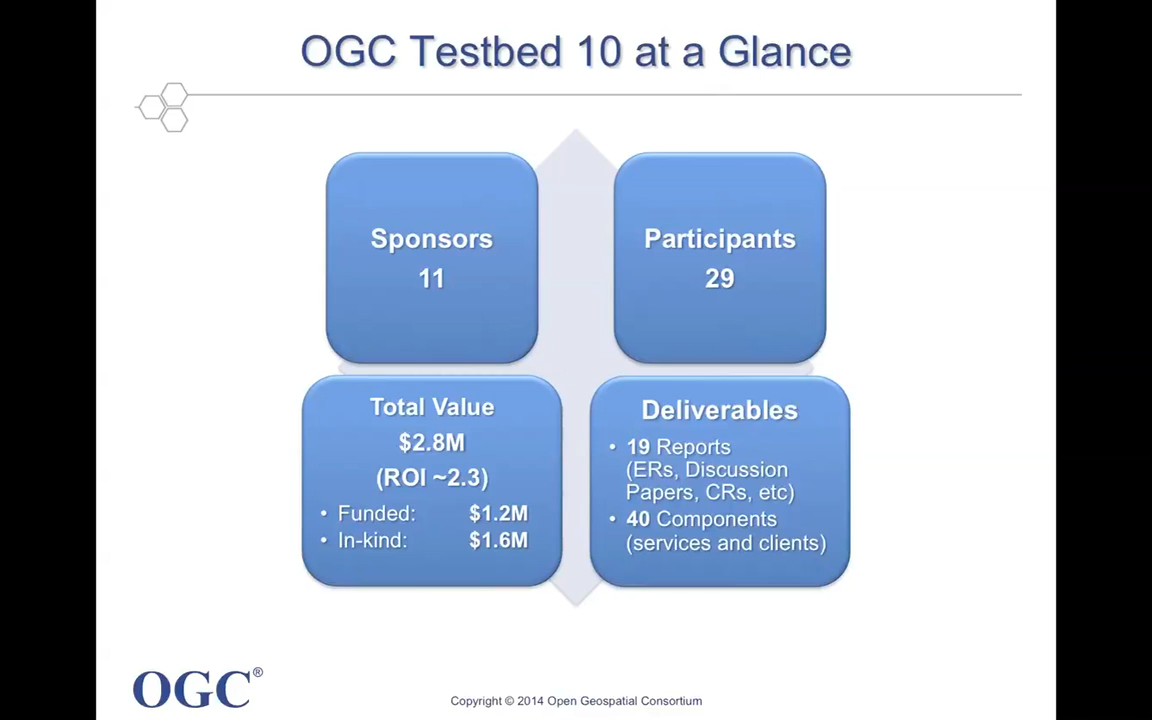 OGC Testbed 10 at a Glance
Sponsors
11
Participants
29
Total Value
$2.8M
(ROI ~2.3)
• Funded: $1.2M
• In-kind: $1.6M
Deliverables
• 19 Reports
(ERs, Discussion
Papers, CRs, etc)
• 40 Components
(services and clients)
OGC®
Copyright © 2014 Open Geospatial Consortium